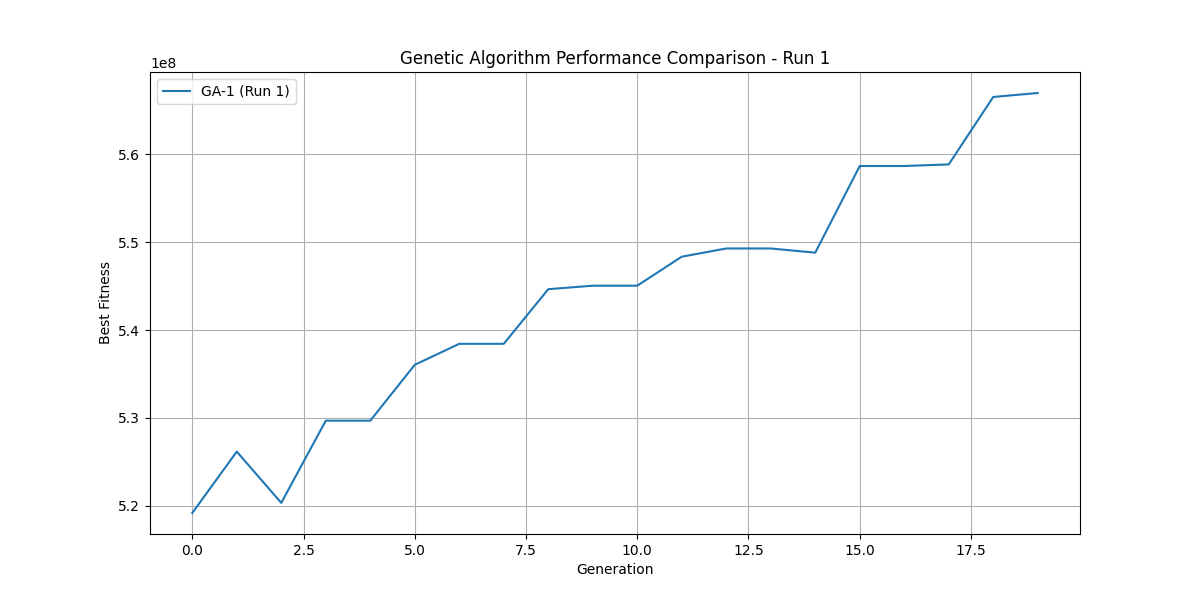 Genetic Algorithm Performance Comparison - Run 1
1e8
GA-1 (Run 1)
5.6
5.5
5.4
5.3
5.2
Best Fitness
0.0 2.5 5.0 7.5 10.0 12.5 15.0 17.5
Generation